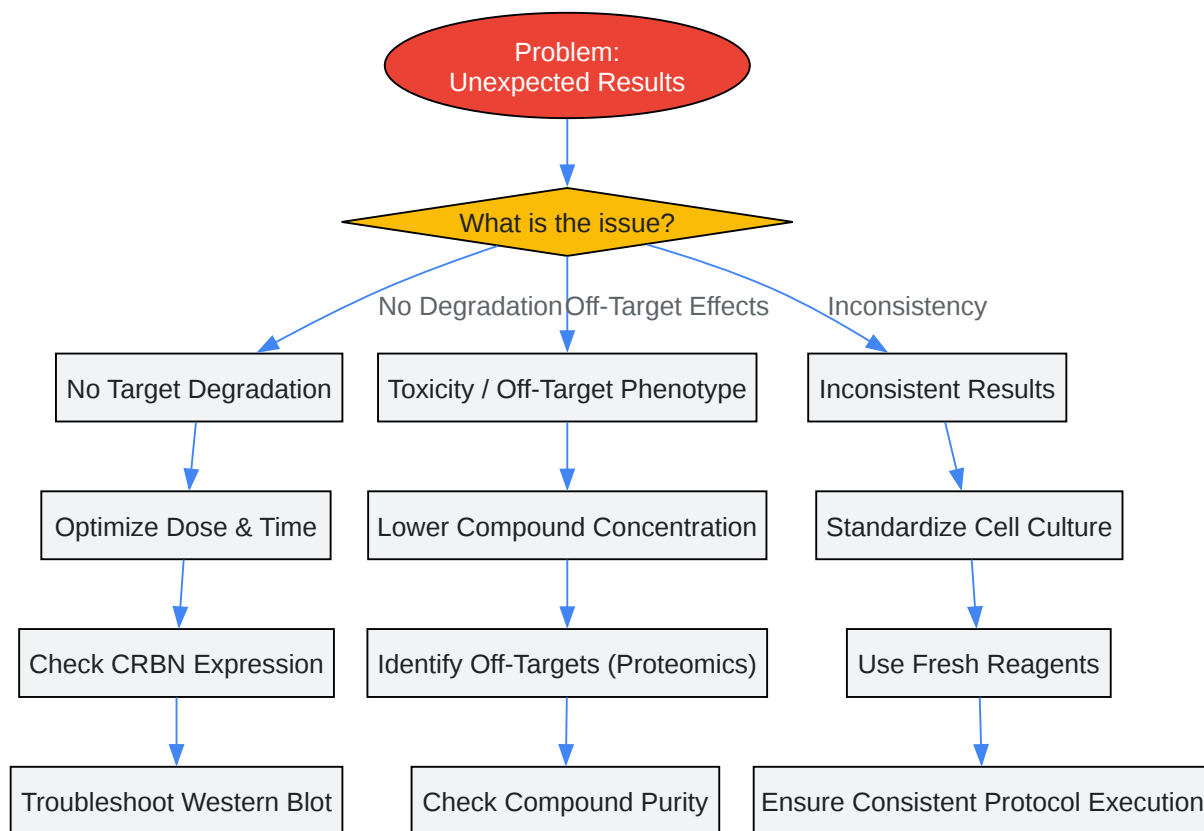 Problem:
Unexpected Results
What is the issue?
No Degradation
Off-Target Effects
Inconsistency
No Target Degradation
Toxicity / Off-Target Phenotype
Inconsistent Results
Optimize Dose & Time
Lower Compound Concentration
Standardize Cell Culture
Check CRBN Expression
Identify Off-Targets (Proteomics)
Use Fresh Reagents
Troubleshoot Western Blot
Check Compound Purity
Ensure Consistent Protocol Execution